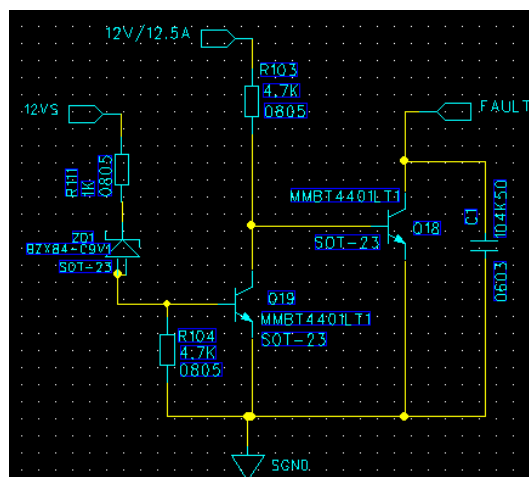 12V/12.5A
R103
4.7K
0805
12VS
FAULT
R111
1K
0805
MMBT4401LT1
Q18
SOT-23
C1
104K50
0603
ZD1
BZX84-C9V1
SOT-23
Q19
MMBT4401LT1
SOT-23
R104
4.7K
0805
SGND